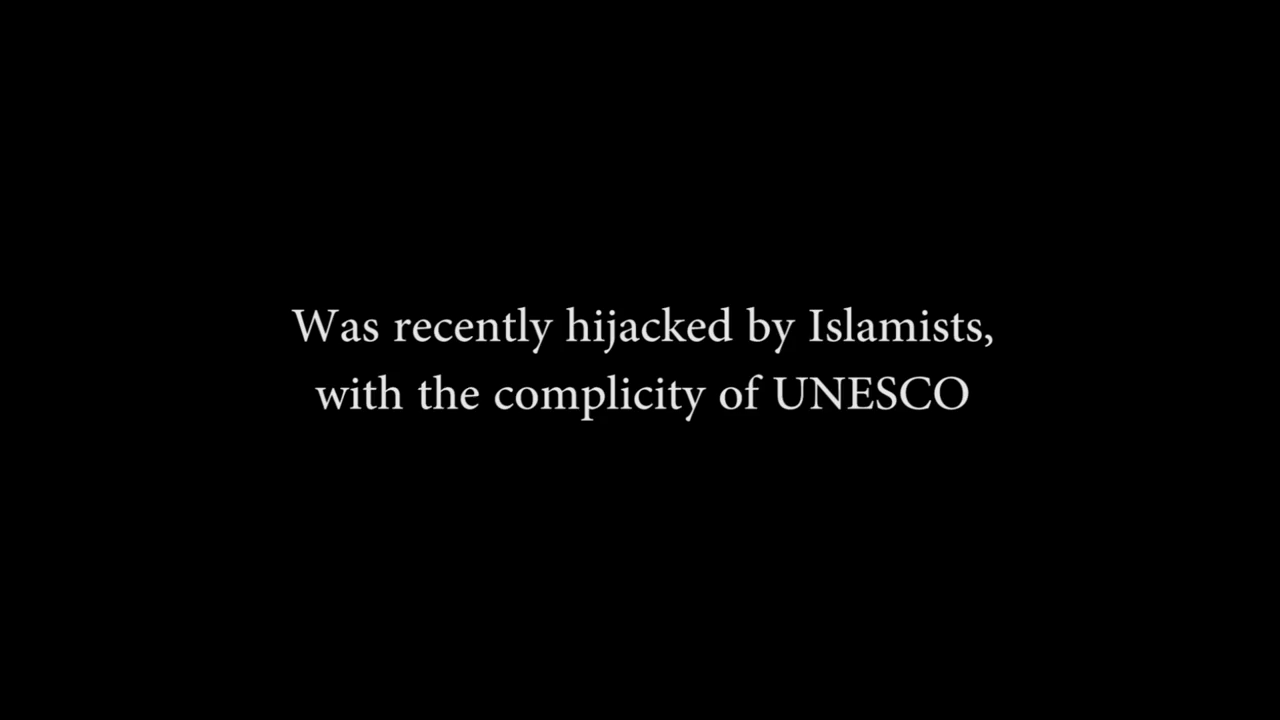 Was recently hijacked by Islamists,
with the complicity of UNESCO